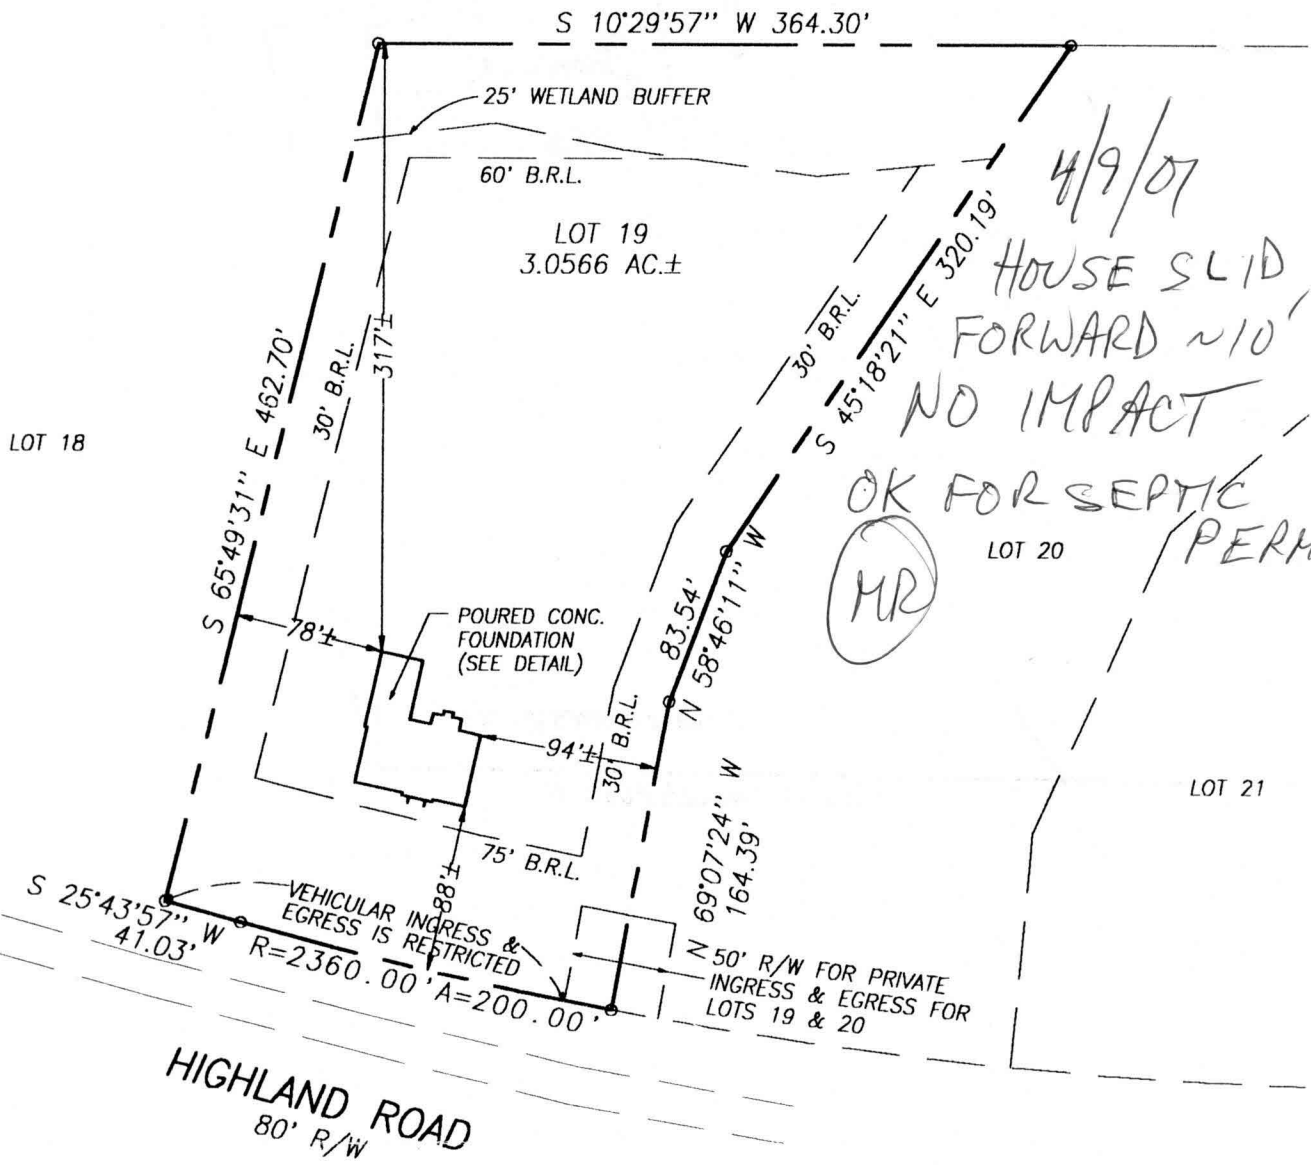 S 10°29'57" W 364.30'
25' WETLAND BUFFER
60' B.R.L.
LOT 19
3.0566 AC.±
4/9/07
HOUSE SLID
FORWARD ~10'
NO IMPACT
OK FOR SEPTIC
MR
S 45°18'21" E 320.19'
30' B.R.L.
317'±
30' B.R.L.
S 65°49'31" E 462.70'
LOT 18
LOT 20
POURED CONC.
FOUNDATION
(SEE DETAIL)
78'±
83.54'
N 58°46'11" W
30' B.R.L.
94'±
LOT 21
75' B.R.L.
88'±
N 69°07'24" W
164.39'
VEHICULAR INGRESS &
EGRESS IS RESTRICTED
S 25°43'57" W
41.03'
R=2360.00' A=200.00'
50' R/W FOR PRIVATE
INGRESS & EGRESS FOR
LOTS 19 & 20
HIGHLAND ROAD
80' R/W